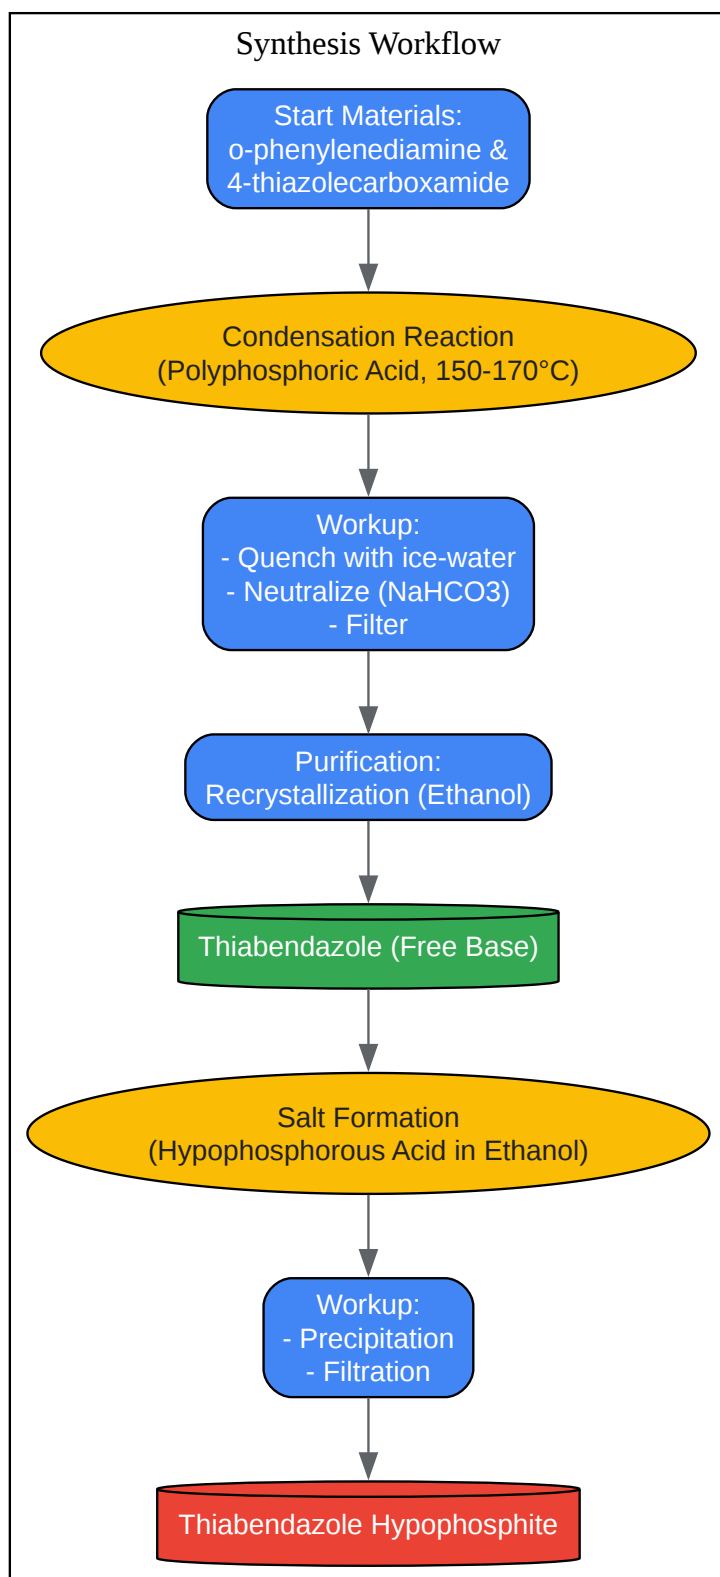 Synthesis Workflow
Start Materials:
o-phenylenediamine &
4-thiazolecarboxamide
Condensation Reaction
(Polyphosphoric Acid, 150-170°C)
Workup:
- Quench with ice-water
- Neutralize (NaHCO3)
- Filter
Purification:
Recrystallization (Ethanol)
Thiabendazole (Free Base)
Salt Formation
(Hypophosphorous Acid in Ethanol)
Workup:
- Precipitation
- Filtration
Thiabendazole Hypophosphite